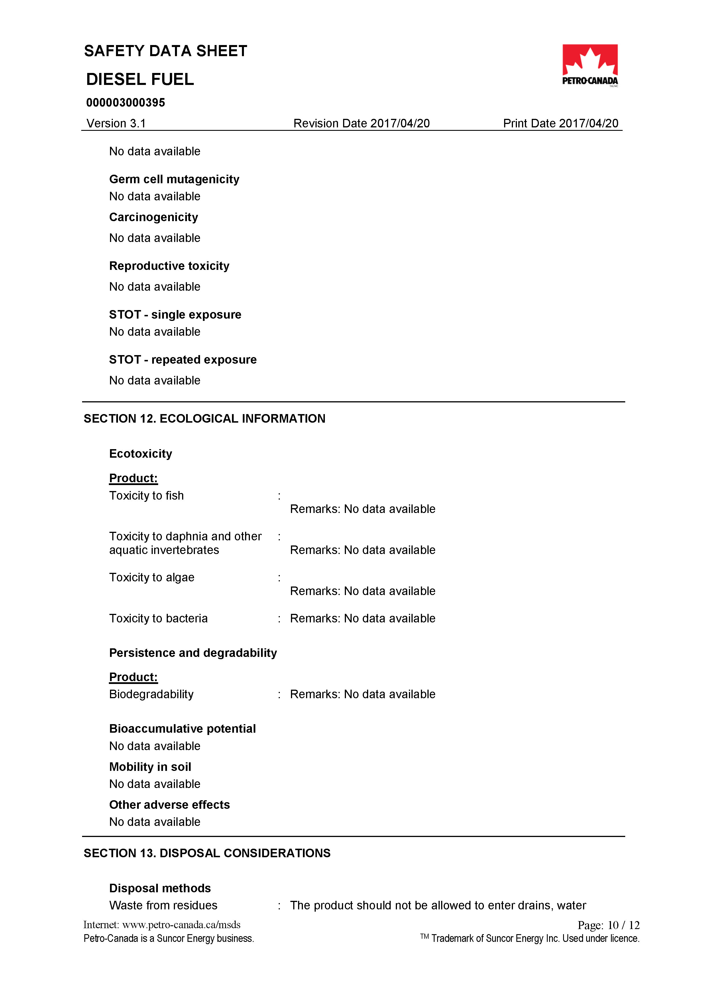 SAFETY DATA SHEET
DIESEL FUEL
000003000395
PETRO-CANADA
TM/MC
Version 3.1 Revision Date 2017/04/20 Print Date 2017/04/20
No data available
Germ cell mutagenicity
No data available
Carcinogenicity
No data available
Reproductive toxicity
No data available
STOT - single exposure
No data available
STOT - repeated exposure
No data available
SECTION 12. ECOLOGICAL INFORMATION
Ecotoxicity
Product:
Toxicity to fish :
Remarks: No data available
Toxicity to daphnia and other :
aquatic invertebrates Remarks: No data available
Toxicity to algae :
Remarks: No data available
Toxicity to bacteria : Remarks: No data available
Persistence and degradability
Product:
Biodegradability : Remarks: No data available
Bioaccumulative potential
No data available
Mobility in soil
No data available
Other adverse effects
No data available
SECTION 13. DISPOSAL CONSIDERATIONS
Disposal methods
Waste from residues : The product should not be allowed to enter drains, water
Internet: www.petro-canada.ca/msds Page: 10 / 12
Petro-Canada is a Suncor Energy business. TM Trademark of Suncor Energy Inc. Used under licence.